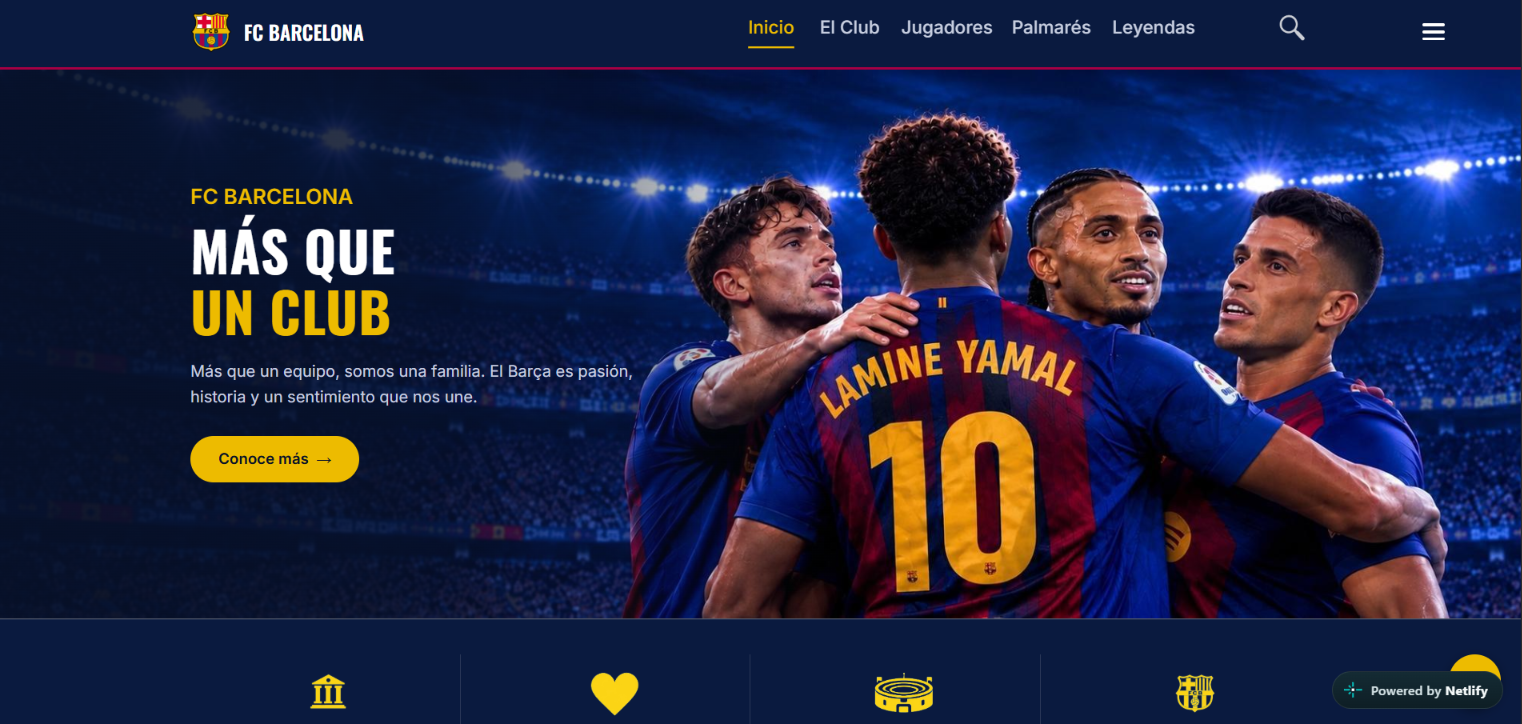 FC BARCELONA
Inicio
El Club
Jugadores
Palmarés
Leyendas
FC BARCELONA
MÁS QUE
UN CLUB
Más que un equipo, somos una familia. El Barça es pasión,
historia y un sentimiento que nos une.
Conoce más →
LAMINE YAMAL
10
Powered by Netlify